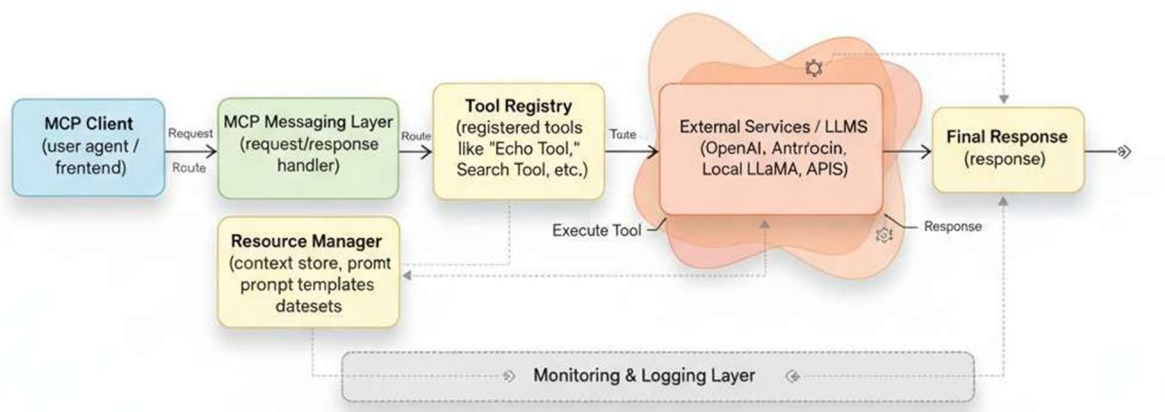 MCP Client
(user agent /
frontend)
Request
Route
MCP Messaging Layer
(request/response
handler)
Route
Tool Registry
(registered tools
like "Echo Tool,"
Search Tool, etc.)
Tıute
External Services / LLMS
(OpenAI, Antrrocin,
Local LLaMA, APIS)
Final Response
(response)
Execute Tool
Response
Resource Manager
(context store, promt
pronpt templates
datesets
Monitoring & Logging Layer